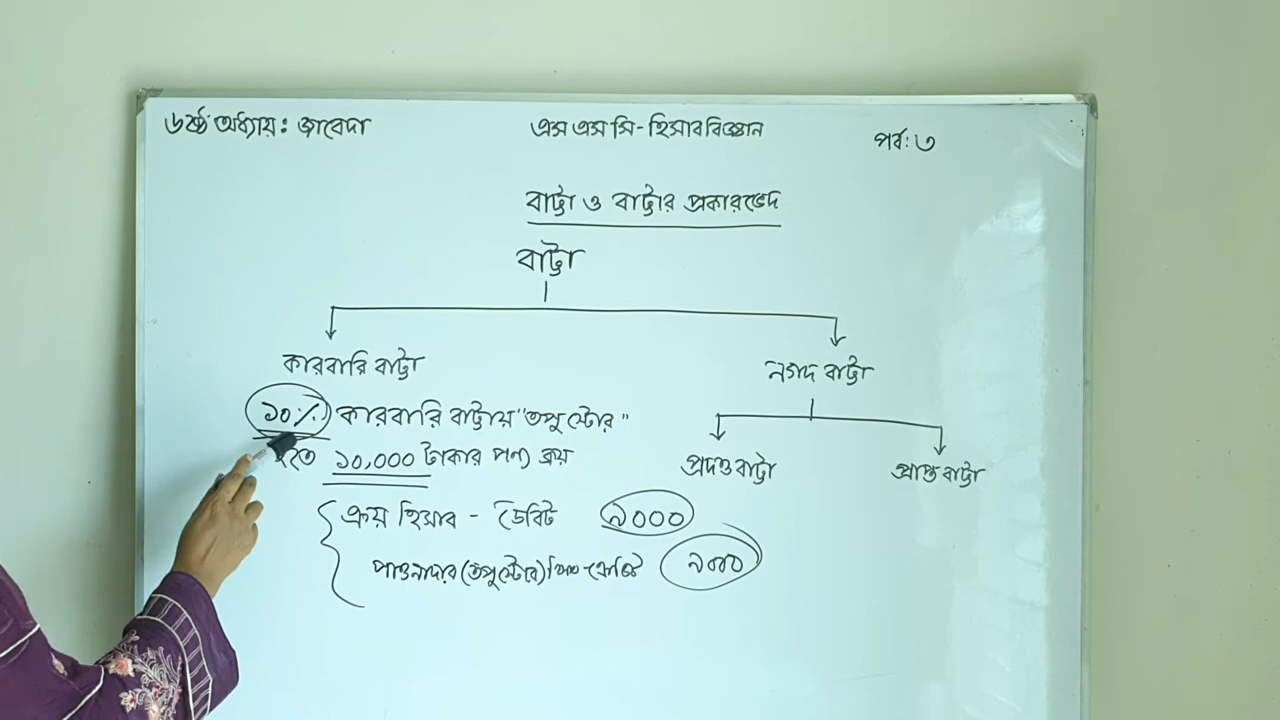 ৬ষ্ঠ অধ্যায়: জাবেদা
এস এস সি - হিসাব বিজ্ঞান
পর্ব: ৩
বাট্টা ও বাট্টার প্রকারভেদ
বাট্টা
কারবারি বাট্টা
নগদ বাট্টা
১০% কারবারি বাট্টায় "তপু স্টোর"
হতে ১০,০০০ টাকার পণ্য ক্রয়
প্রদত্ত বাট্টা
প্রাপ্ত বাট্টা
ক্রয় হিসাব - ডেবিট ৯০০০
পাওনাদার (তপু স্টোর) হিসাব - ক্রেডিট ৯০০০